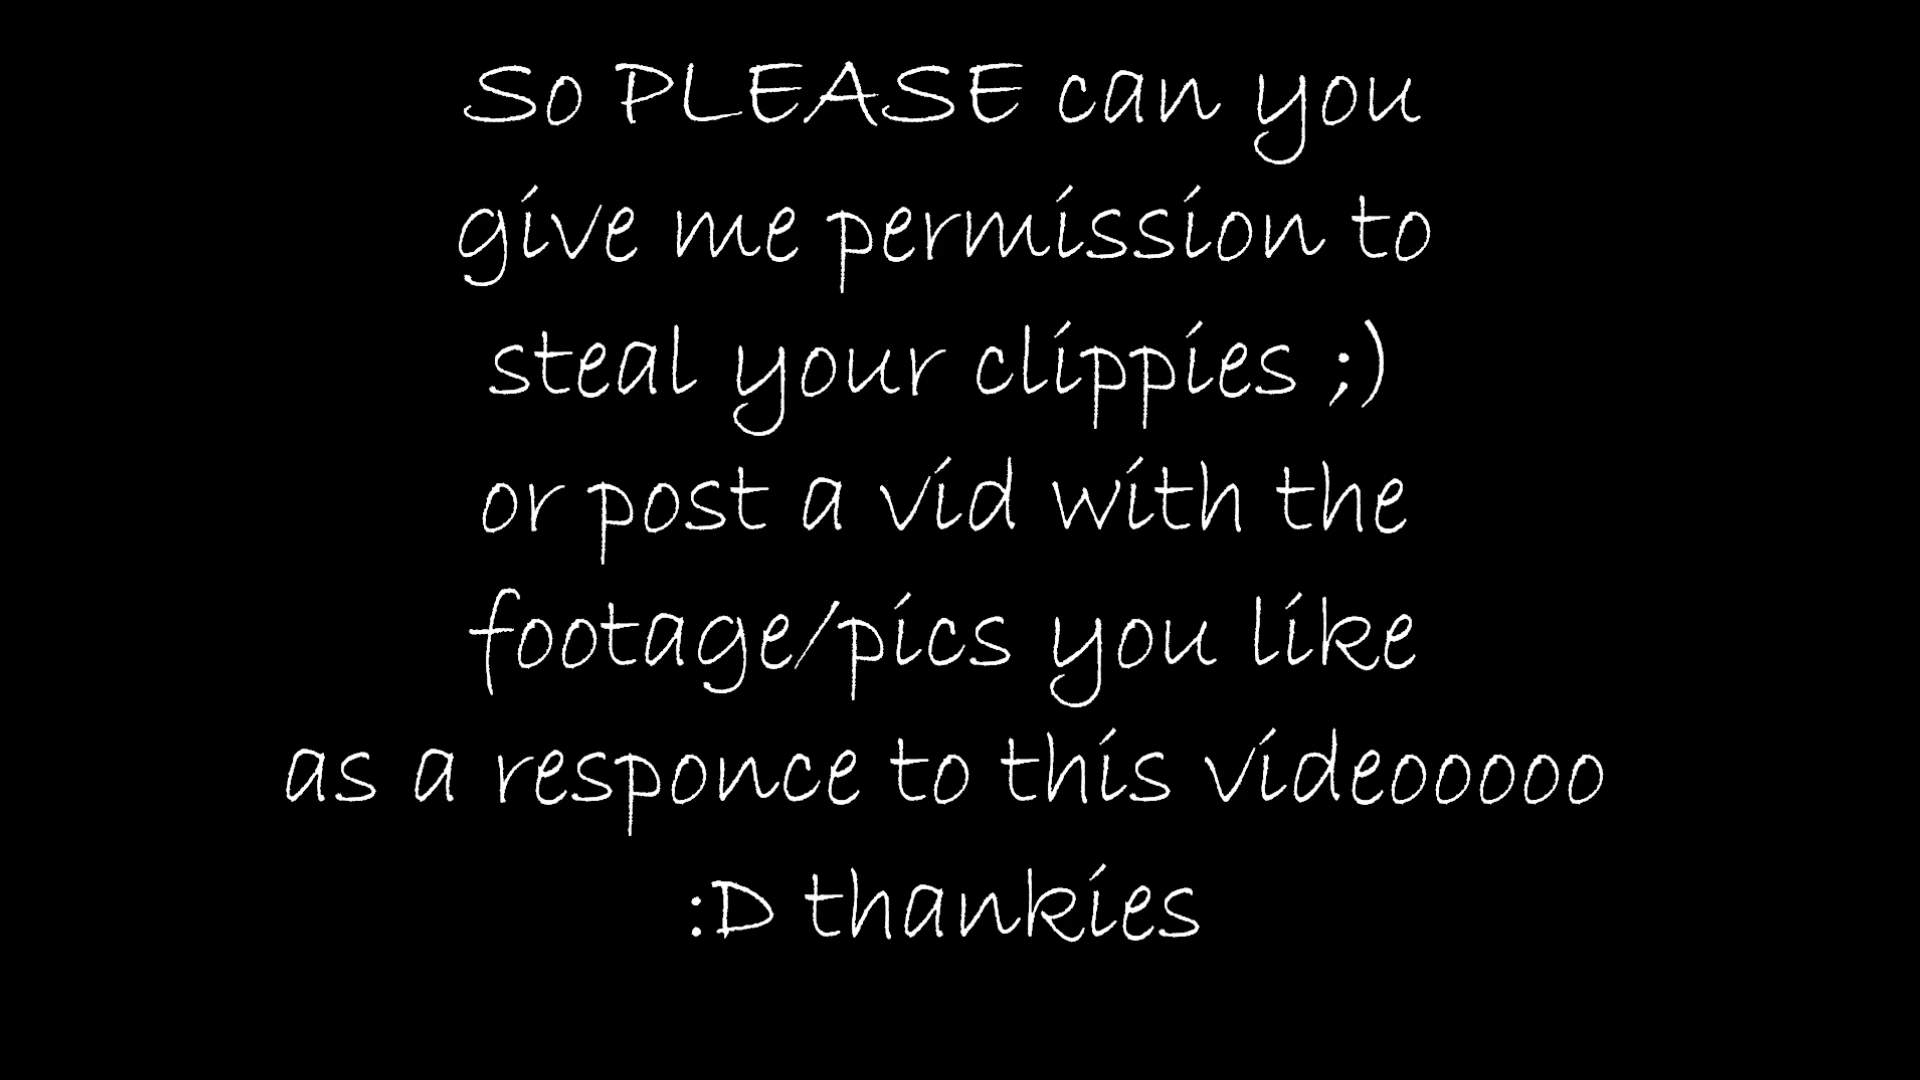 So PLEASE can you
give me permission to
steal your clippies ;)
or post a vid with the
footage/pics you like
as a responce to this videooooo
:D thankies